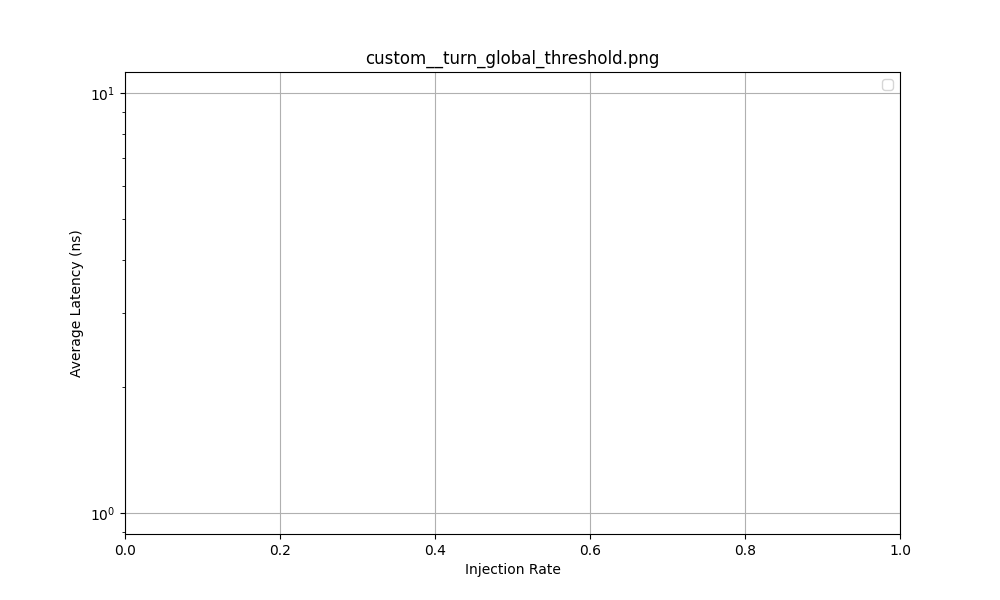 custom__turn_global_threshold.png
10¹
Average Latency (ns)
10⁰
0.0 0.2 0.4 0.6 0.8 1.0
Injection Rate